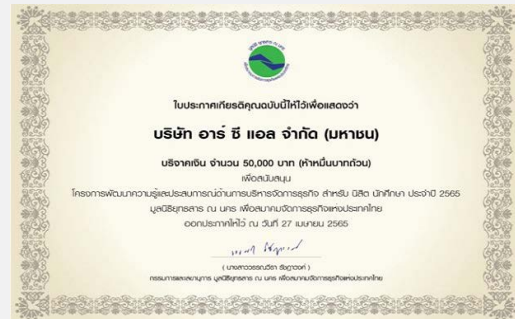 ใบประกาศเกียรติคุณฉบับนี้ให้ไว้เพื่อแสดงว่า
บริษัท อาร์ ซี แอล จำกัด (มหาชน)
บริจาคเงิน จำนวน 50,000 บาท (ห้าหมื่นบาทถ้วน)
เพื่อสนับสนุน
โครงการพัฒนาความรู้และประสบการณ์ด้านการบริหารจัดการธุรกิจ สำหรับ นิสิต นักศึกษา ประจำปี 2565
มูลนิธิยุทธสาร ณ นคร เพื่อสมาคมจัดการธุรกิจแห่งประเทศไทย
ออกประกาศให้ไว้ ณ วันที่ 27 เมษายน 2565
กรรมการและเลขานุการ มูลนิธิยุทธสาร ณ นคร เพื่อสมาคมจัดการธุรกิจแห่งประเทศไทย